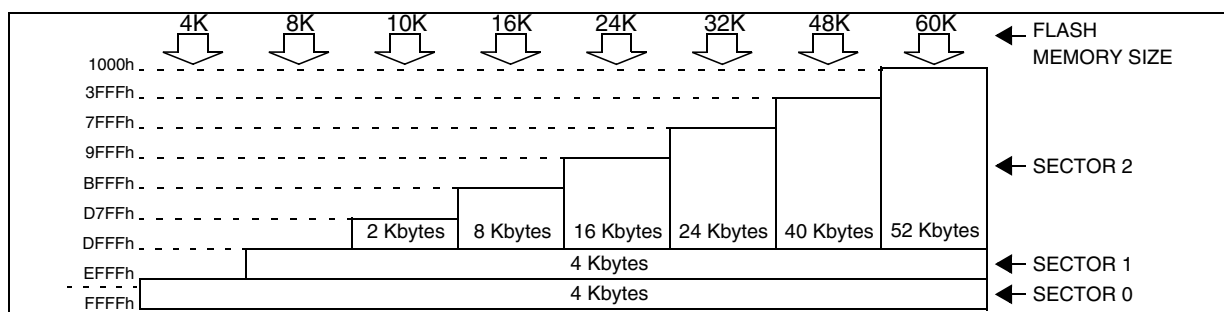 4K 8K 10K 16K 24K 32K 48K 60K
FLASH
MEMORY SIZE
1000h
3FFFh
7FFFh
9FFFh
SECTOR 2
BFFFh
D7FFh
2 Kbytes 8 Kbytes 16 Kbytes 24 Kbytes 40 Kbytes 52 Kbytes
DFFFh
4 Kbytes
SECTOR 1
EFFFh
4 Kbytes
SECTOR 0
FFFFh